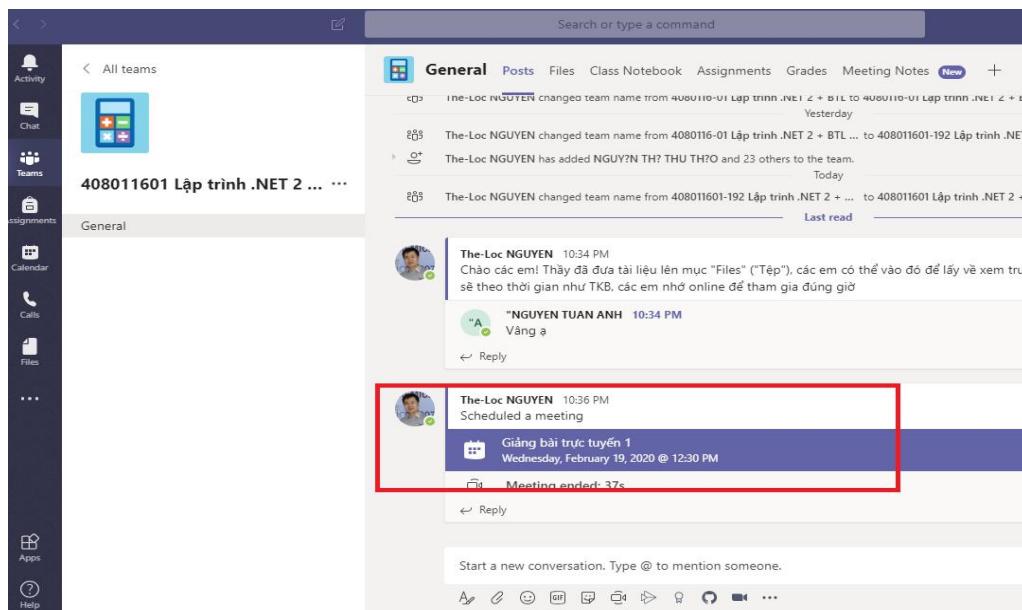 Search or type a command
Activity
Chat
Teams
ssignments
Calendar
Calls
Files
Apps
Help
All teams
408011601 Lập trình .NET 2 ...
General
General Posts Files Class Notebook Assignments Grades Meeting Notes New
The-Loc NGUYEN changed team name from 4080116-01 Lập trình .NET 2 + BTL to 4080116-01 Lập trình .NET 2 +
Yesterday
The-Loc NGUYEN changed team name from 4080116-01 Lập trình .NET 2 + BTL ... to 408011601-192 Lập trình .NE
The-Loc NGUYEN has added NGUY?N TH? THU TH?O and 23 others to the team.
Today
The-Loc NGUYEN changed team name from 408011601-192 Lập trình .NET 2 + ... to 408011601 Lập trình .NET 2 +
Last read
The-Loc NGUYEN 10:34 PM
Chào các em! Thầy đã đưa tài liệu lên mục "Files" ("Tệp"), các em có thể vào đó để lấy về xem trư
sẽ theo thời gian như TKB, các em nhớ online để tham gia đúng giờ
"A
"NGUYEN TUAN ANH 10:34 PM
Vâng ạ
Reply
The-Loc NGUYEN 10:36 PM
Scheduled a meeting
Giảng bài trực tuyến 1
Wednesday, February 19, 2020 @ 12:30 PM
Meeting ended: 37s
Reply
Start a new conversation. Type @ to mention someone.
GIF